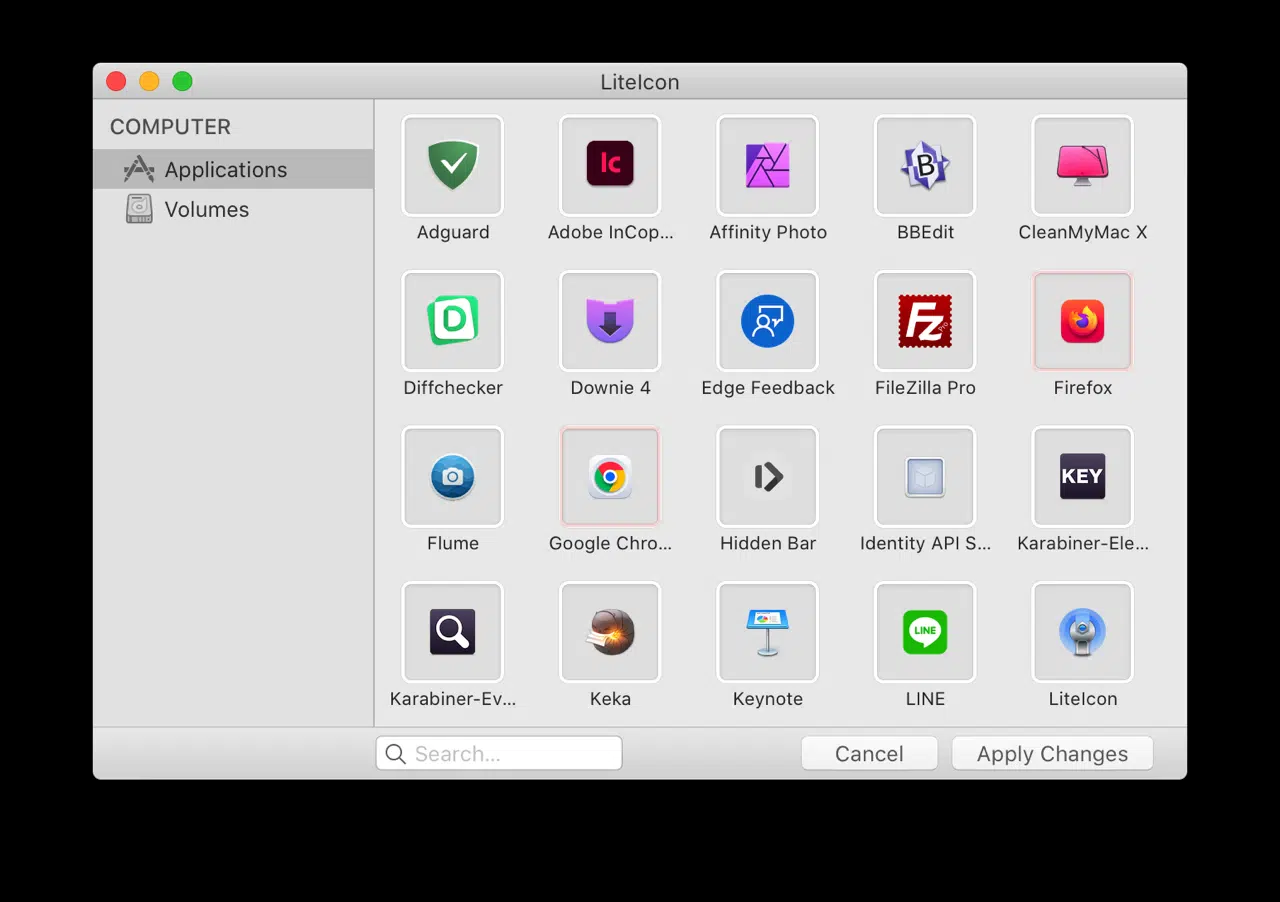 LiteIcon
COMPUTER
Applications
Volumes
Ic
B
Adguard
Adobe InCop...
Affinity Photo
BBEdit
CleanMyMac X
D
Fz
Pro
Diffchecker
Downie 4
Edge Feedback
FileZilla Pro
Firefox
KEY
Flume
Google Chro...
Hidden Bar
Identity API S...
Karabiner-Ele...
LINE
Karabiner-Ev...
Keka
Keynote
LINE
LiteIcon
Search...
Cancel
Apply Changes